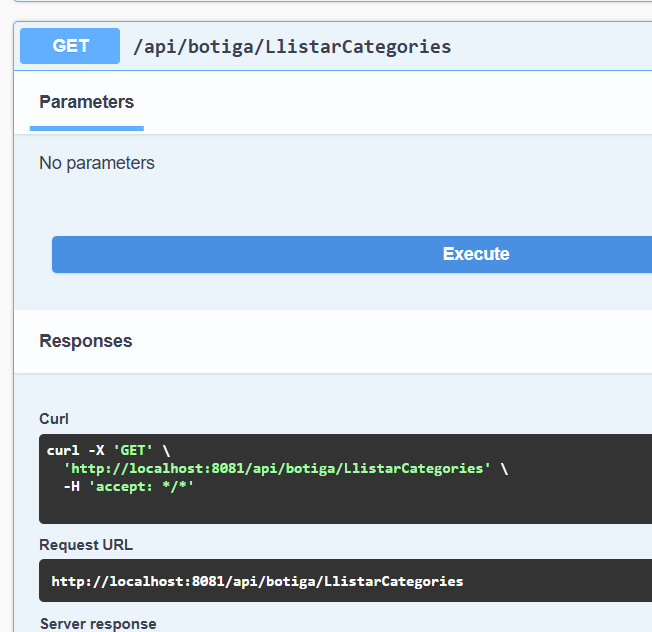 GET /api/botiga/LlistarCategories
Parameters
No parameters
Execute
Responses
Curl
curl -X 'GET' \
'http://localhost:8081/api/botiga/LlistarCategories' \
-H 'accept: */*'
Request URL
http://localhost:8081/api/botiga/LlistarCategories
Server response